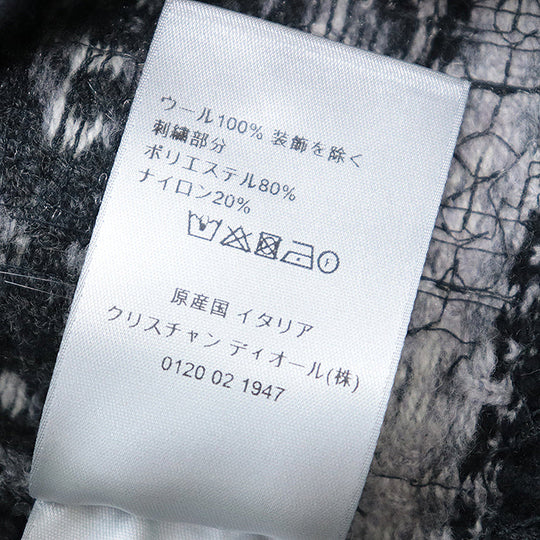 ウール100% 装飾を除く
刺繍部分
ポリエステル80%
ナイロン20%
原産国 イタリア
クリスチャン ディオール(株)
0120 02 1947